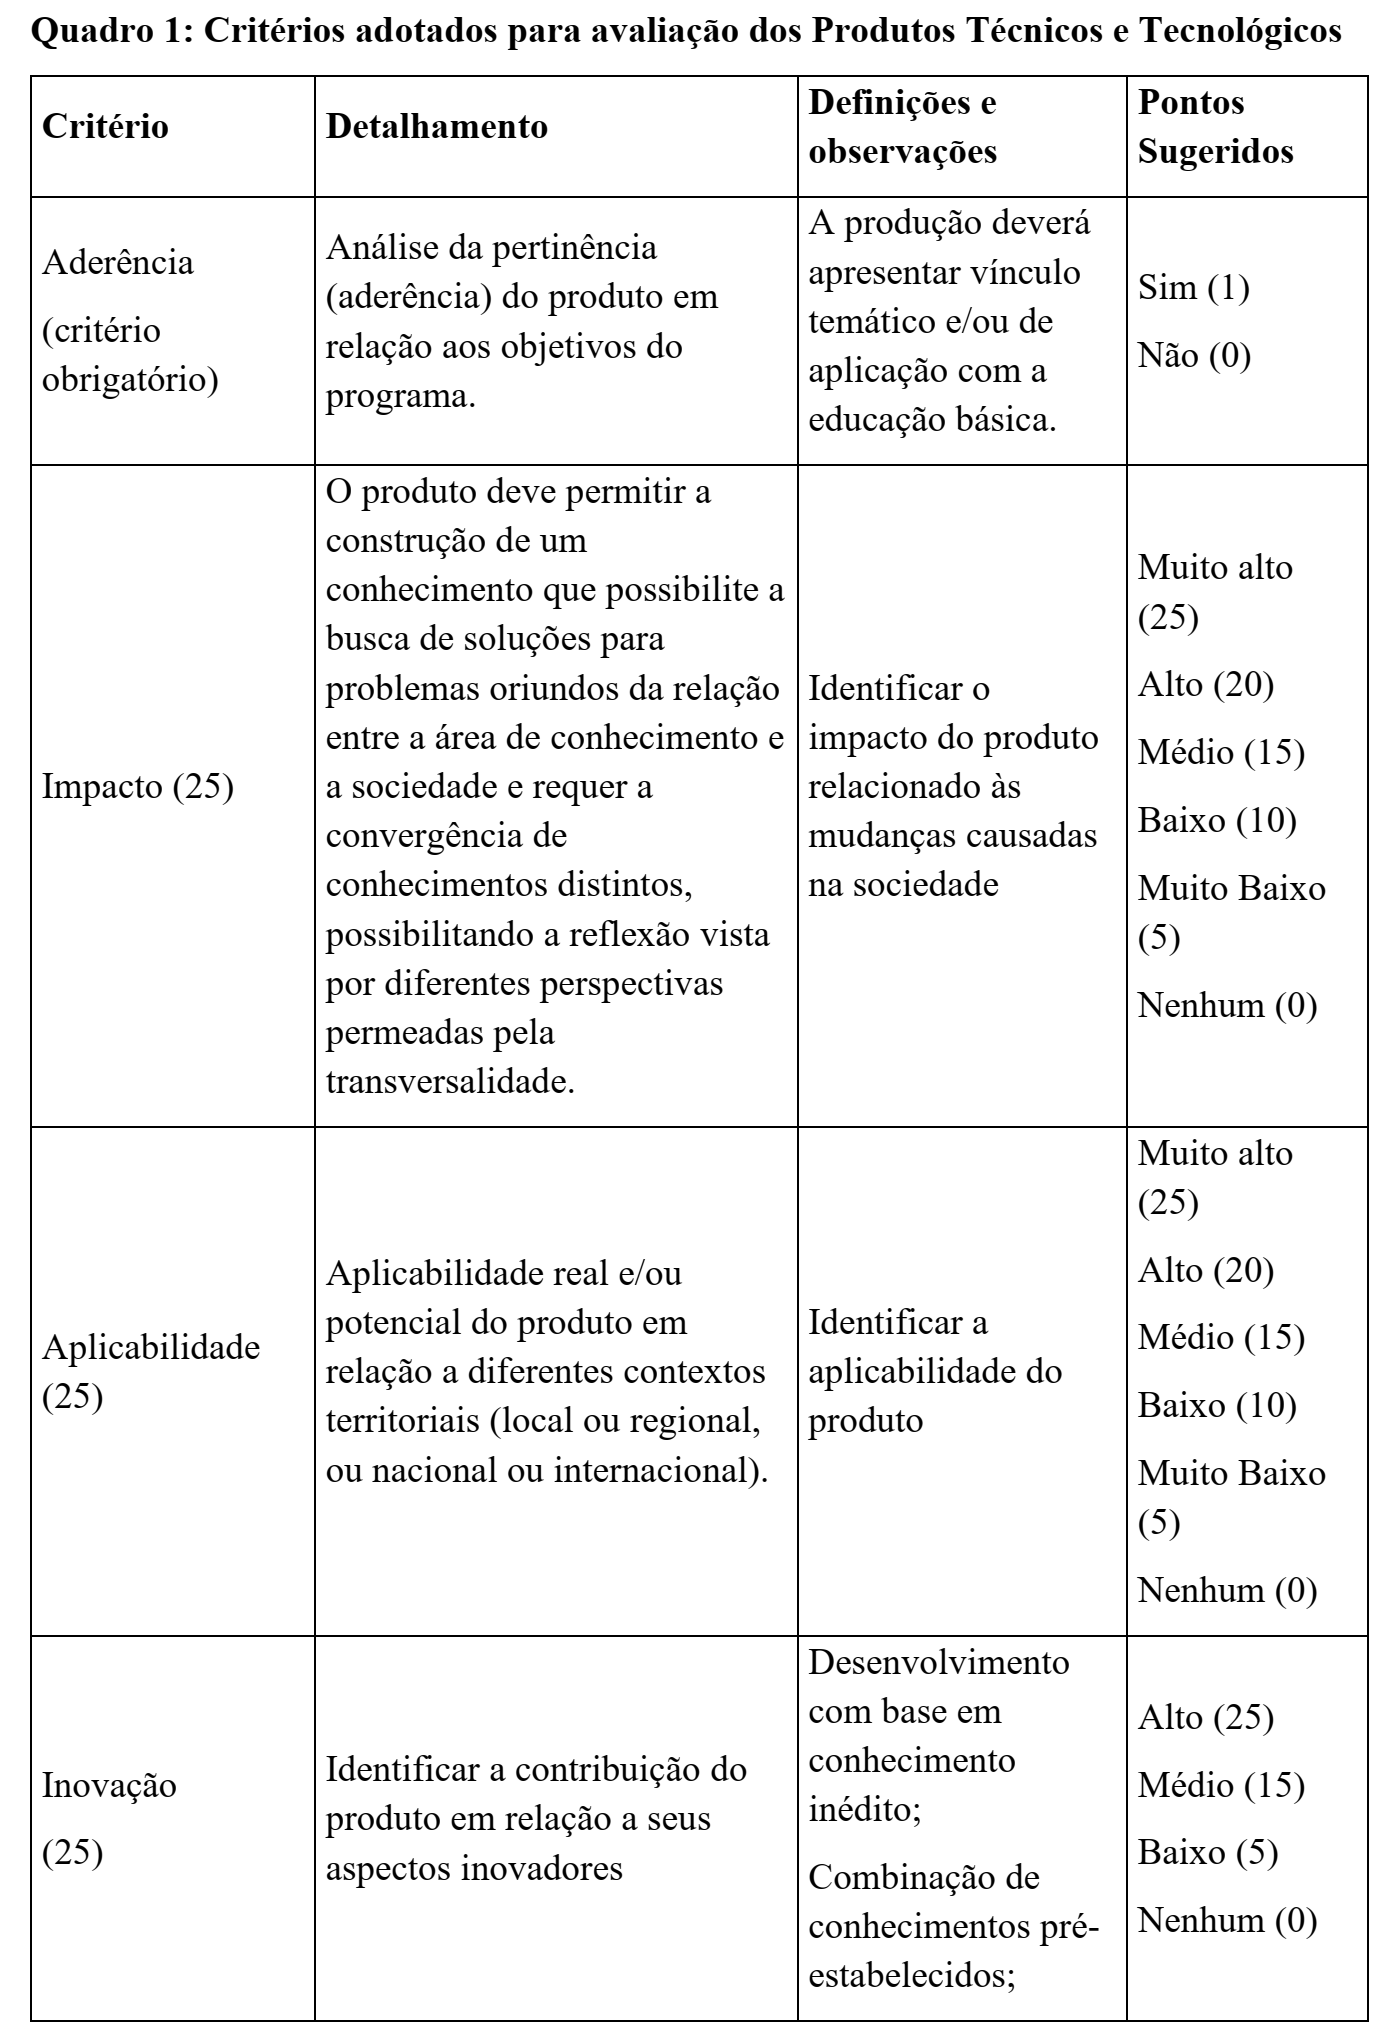 Quadro 1: Critérios adotados para avaliação dos Produtos Técnicos e Tecnológicos
Critério
Detalhamento
Definições e
observações
Pontos
Sugeridos
Aderência
(critério
obrigatório)
Análise da pertinência
(aderência) do produto em
relação aos objetivos do
programa.
A produção deverá
apresentar vínculo
temático e/ou de
aplicação com a
educação básica.
Sim (1)
Não (0)
Impacto (25)
O produto deve permitir a
construção de um
conhecimento que possibilite a
busca de soluções para
problemas oriundos da relação
entre a área de conhecimento e
a sociedade e requer a
convergência de
conhecimentos distintos,
possibilitando a reflexão vista
por diferentes perspectivas
permeadas pela
transversalidade.
Identificar o
impacto do produto
relacionado às
mudanças causadas
na sociedade
Muito alto
(25)
Alto (20)
Médio (15)
Baixo (10)
Muito Baixo
(5)
Nenhum (0)
Aplicabilidade
(25)
Aplicabilidade real e/ou
potencial do produto em
relação a diferentes contextos
territoriais (local ou regional,
ou nacional ou internacional).
Identificar a
aplicabilidade do
produto
Muito alto
(25)
Alto (20)
Médio (15)
Baixo (10)
Muito Baixo
(5)
Nenhum (0)
Inovação
(25)
Identificar a contribuição do
produto em relação a seus
aspectos inovadores
Desenvolvimento
com base em
conhecimento
inédito;
Combinação de
conhecimentos pré-
estabelecidos;
Alto (25)
Médio (15)
Baixo (5)
Nenhum (0)